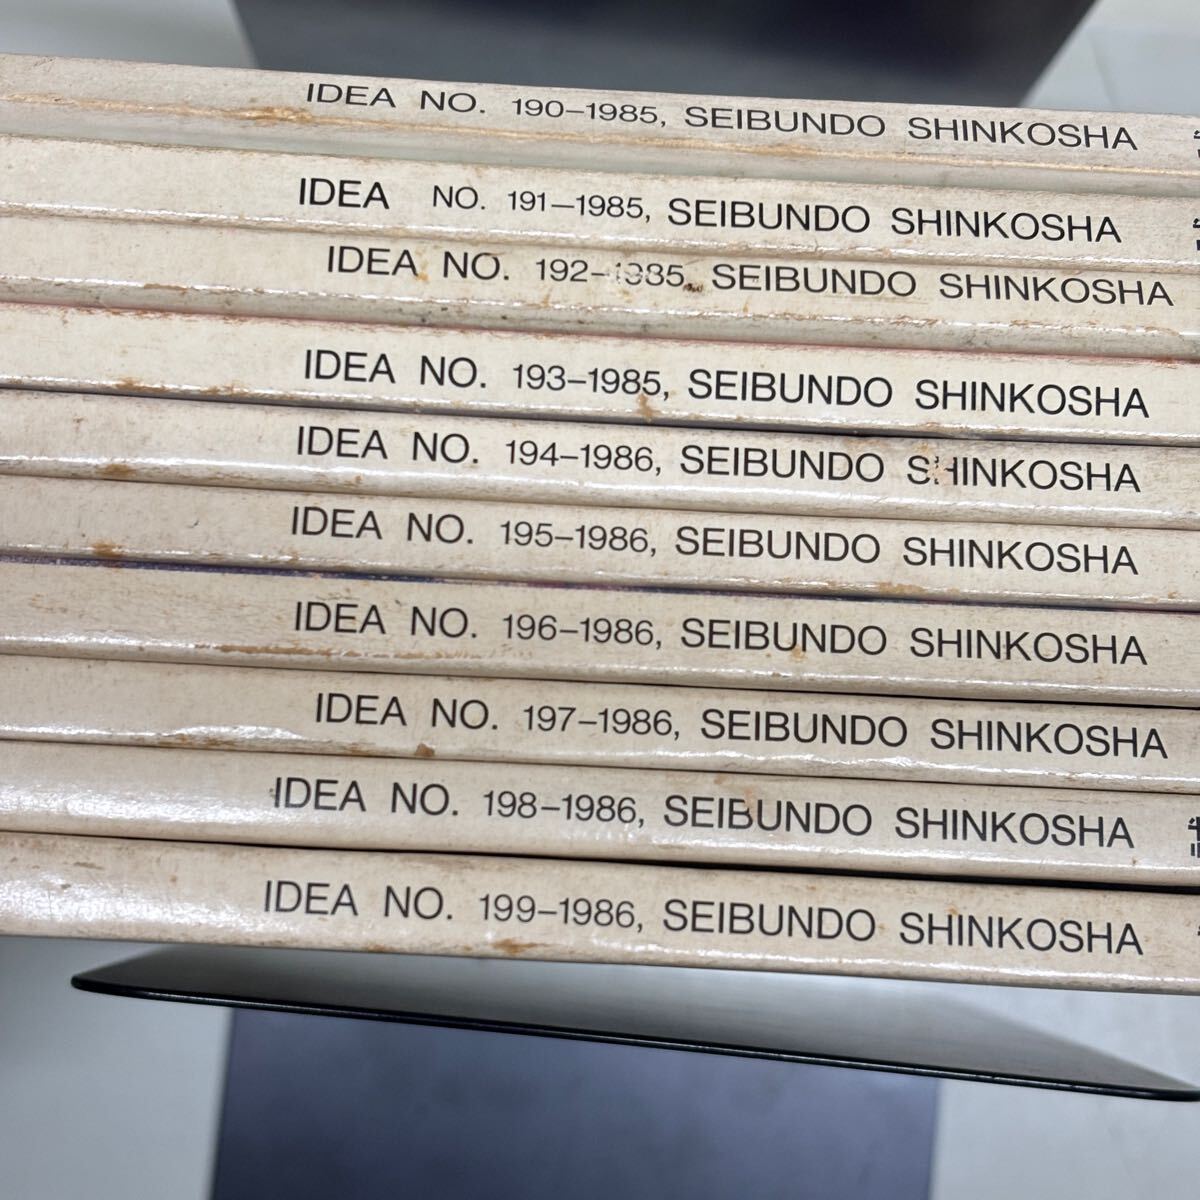 IDEA NO. 190–1985, SEIBUNDO SHINKOSHA
IDEA NO. 191–1985, SEIBUNDO SHINKOSHA
IDEA NO. 192–1985, SEIBUNDO SHINKOSHA
IDEA NO. 193–1985, SEIBUNDO SHINKOSHA
IDEA NO. 194–1986, SEIBUNDO SHINKOSHA
IDEA NO. 195–1986, SEIBUNDO SHINKOSHA
IDEA NO. 196–1986, SEIBUNDO SHINKOSHA
IDEA NO. 197–1986, SEIBUNDO SHINKOSHA
IDEA NO. 198–1986, SEIBUNDO SHINKOSHA
IDEA NO. 199–1986, SEIBUNDO SHINKOSHA